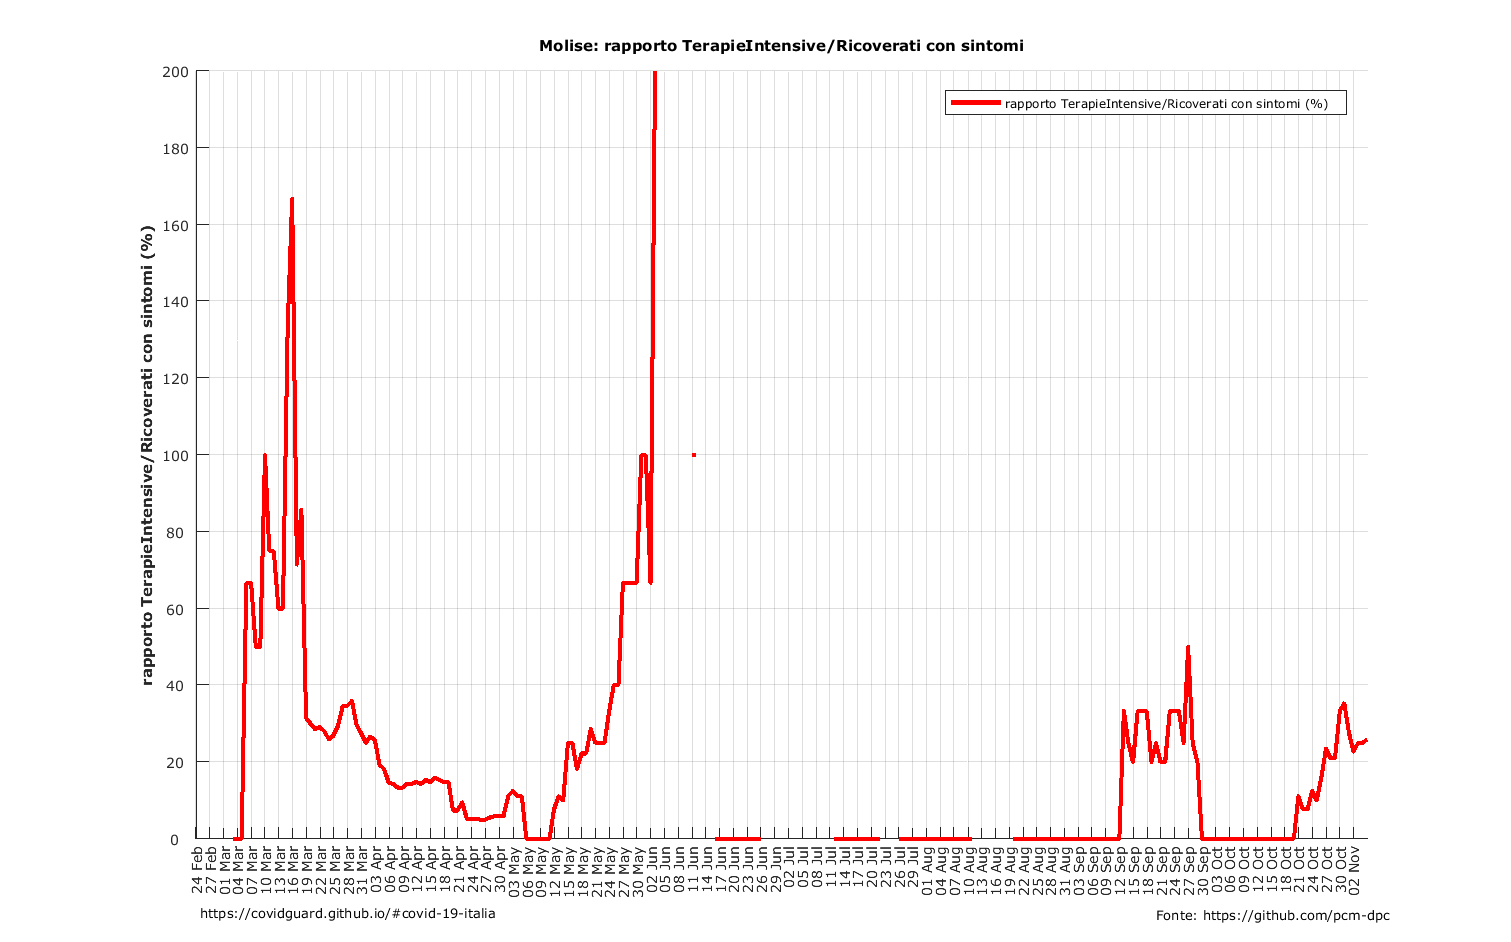 Molise: rapporto TerapieIntensive/Ricoverati con sintomi
rapporto TerapieIntensive/Ricoverati con sintomi (%)
rapporto TerapieIntensive/Ricoverati con sintomi (%)
200
180
160
140
120
100
80
60
40
20
0
24 Feb
27 Feb
01 Mar
04 Mar
07 Mar
10 Mar
13 Mar
16 Mar
19 Mar
22 Mar
25 Mar
28 Mar
31 Mar
03 Apr
06 Apr
09 Apr
12 Apr
15 Apr
18 Apr
21 Apr
24 Apr
27 Apr
30 Apr
03 May
06 May
09 May
12 May
15 May
18 May
21 May
24 May
27 May
30 May
02 Jun
05 Jun
08 Jun
11 Jun
14 Jun
17 Jun
20 Jun
23 Jun
26 Jun
29 Jun
02 Jul
05 Jul
08 Jul
11 Jul
14 Jul
17 Jul
20 Jul
23 Jul
26 Jul
29 Jul
01 Aug
04 Aug
07 Aug
10 Aug
13 Aug
16 Aug
19 Aug
22 Aug
25 Aug
28 Aug
31 Aug
03 Sep
06 Sep
09 Sep
12 Sep
15 Sep
18 Sep
21 Sep
24 Sep
27 Sep
30 Sep
03 Oct
06 Oct
09 Oct
12 Oct
15 Oct
18 Oct
21 Oct
24 Oct
27 Oct
30 Oct
02 Nov
https://covidguard.github.io/#covid-19-italia
Fonte: https://github.com/pcm-dpc